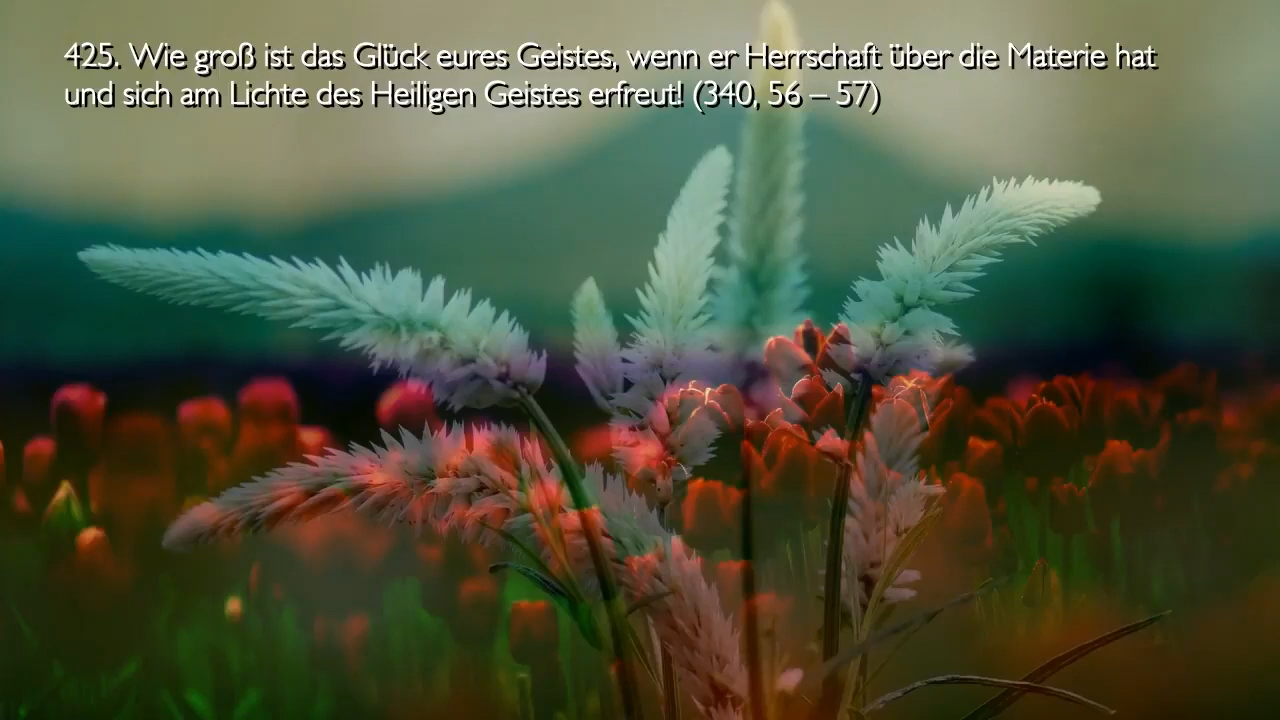 425. Wie groß ist das Glück eures Geistes, wenn er Herrschaft über die Materie hat
und sich am Lichte des Heiligen Geistes erfreut! (340, 56 – 57)